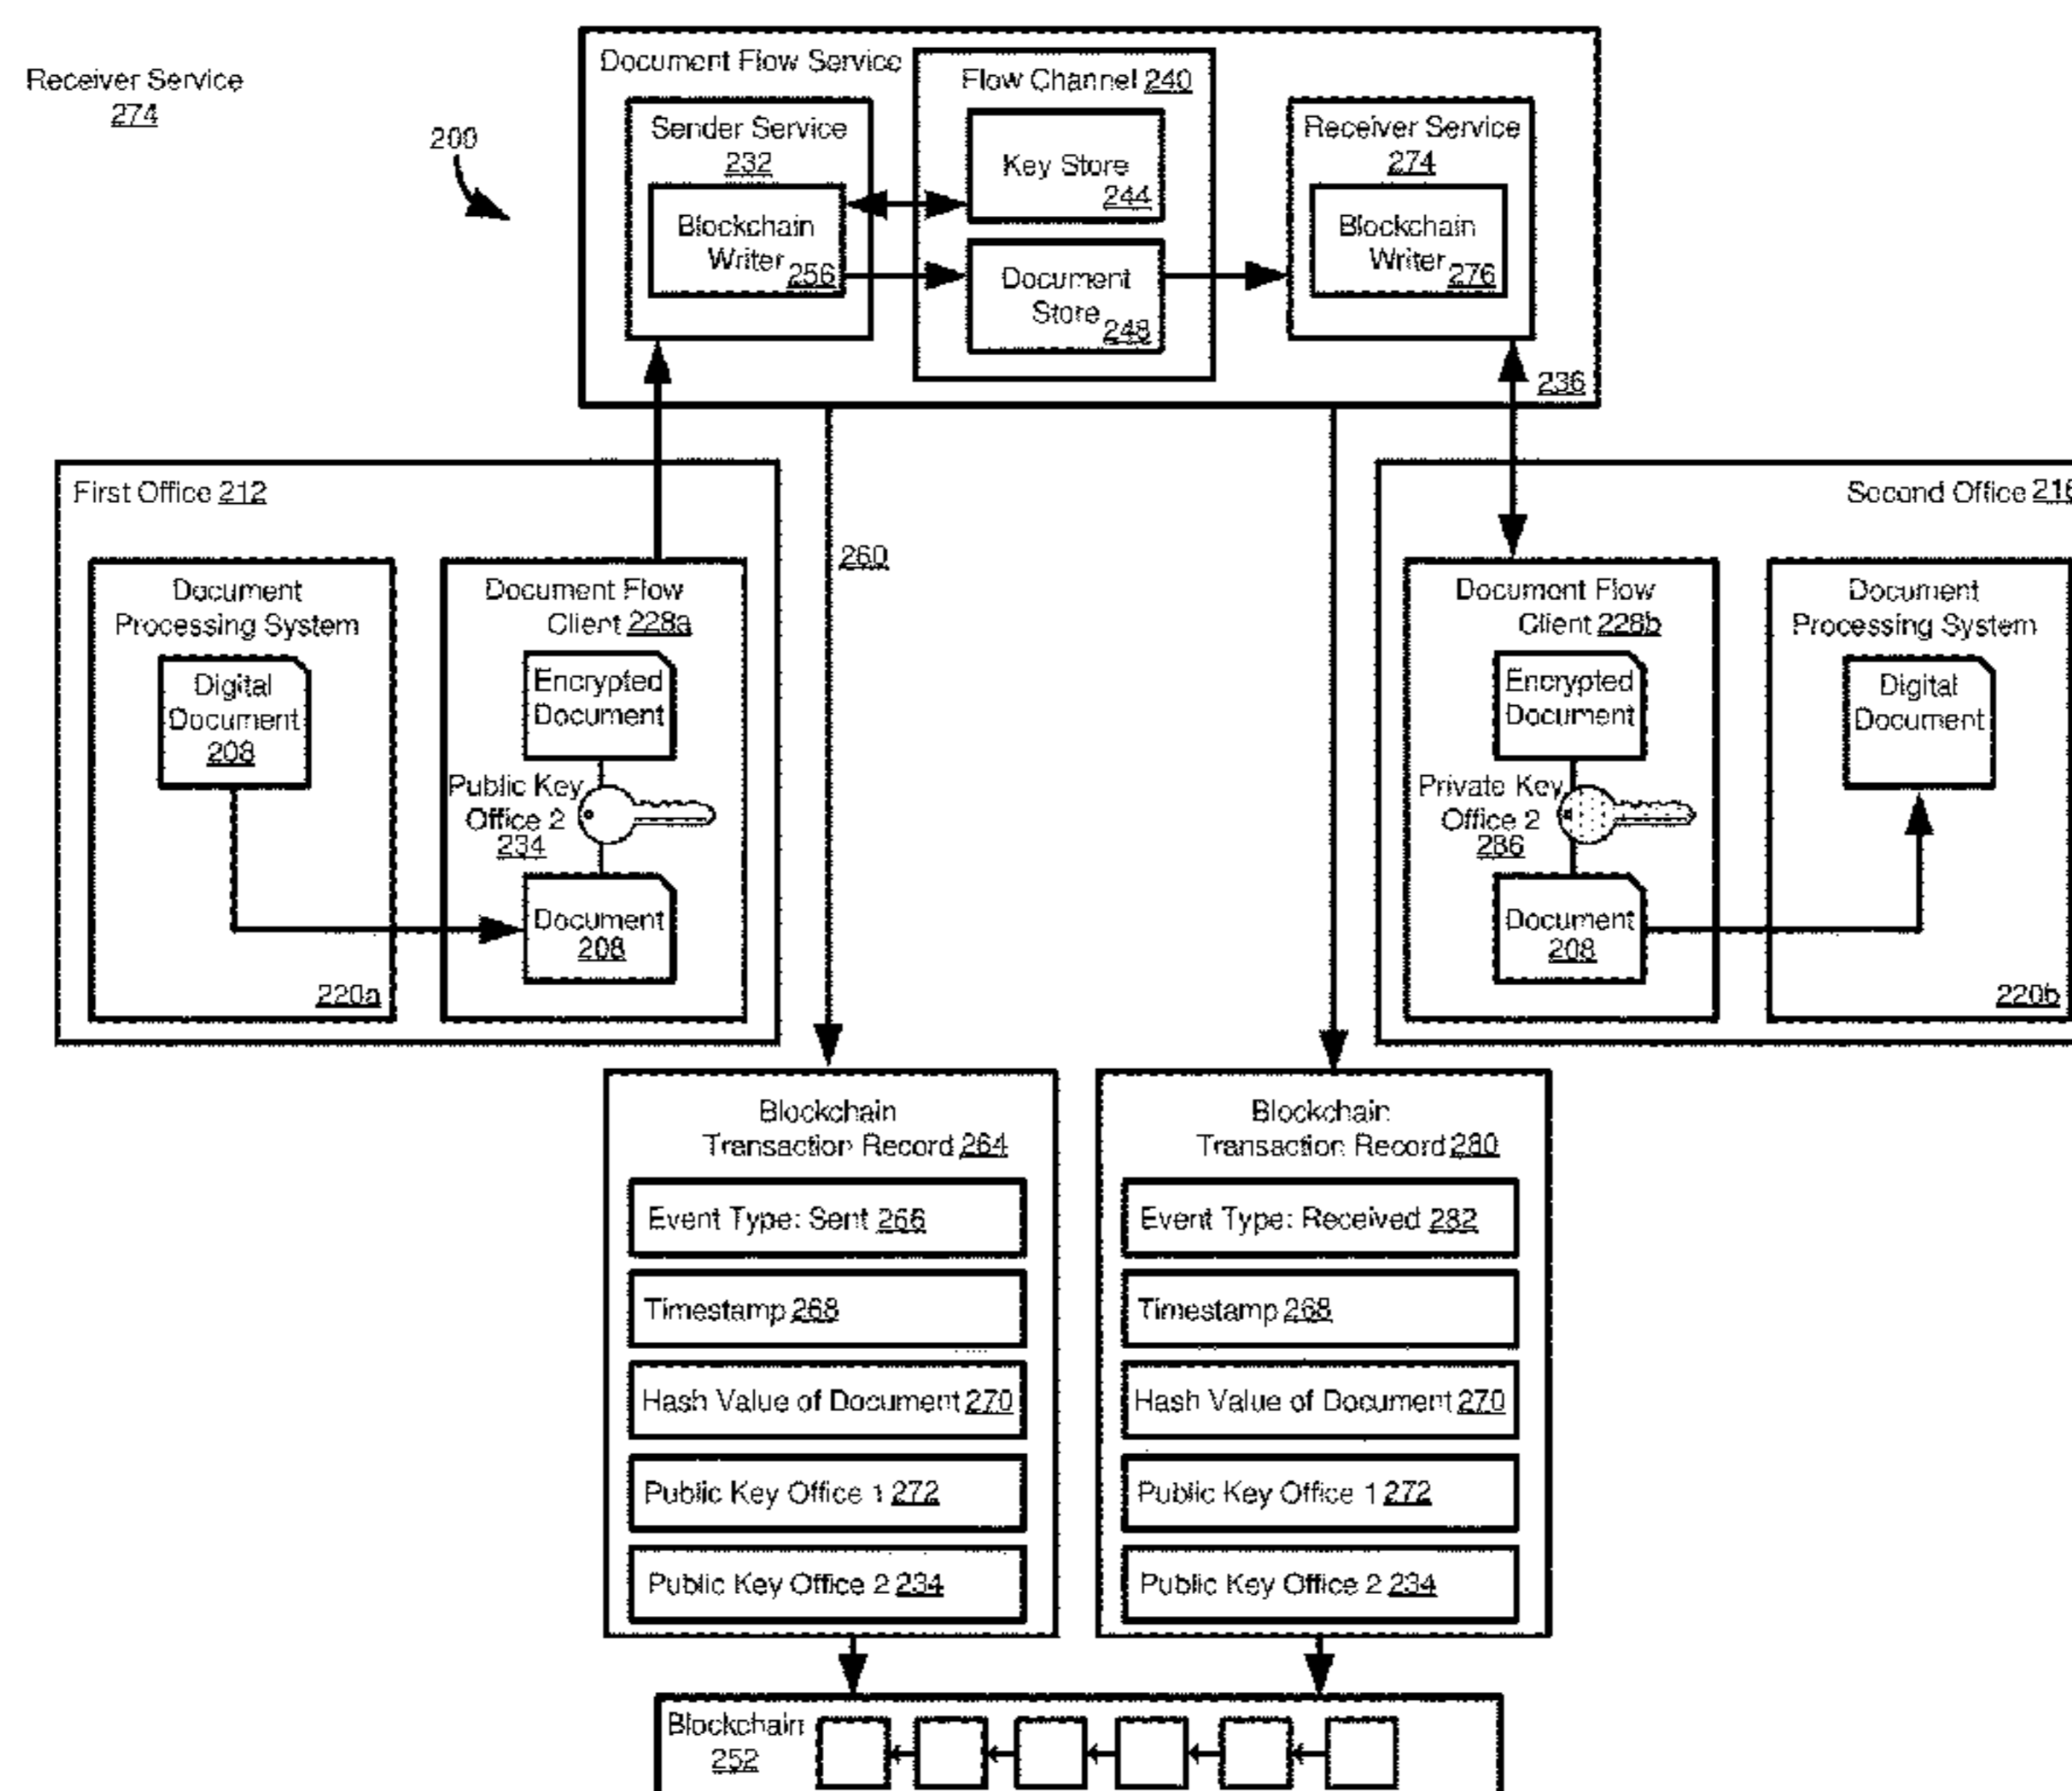 Receiver Service
274
200
Document Flow Service
Flow Channel 240
Sender Service
232
Blockchain
Writer 256
Key Store
244
Document
Store 248
Receiver Service
274
Blockchain
Writer 276
236
First Office 212
Document
Processing System
Digital
Document
208
220a
Document Flow
Client 228a
Encrypted
Document
Public Key
Office 2
234
Document
208
260
Second Office
Document Flow
Client 228b
Encrypted
Document
Private Key
Office 2
286
Document
208
Document
Processing System
Digital
Document
220b
Blockchain
Transaction Record 264
Event Type: Sent 266
Timestamp 268
Hash Value of Document 270
Public Key Office 1 272
Public Key Office 2 234
Blockchain
Transaction Record 280
Event Type: Received 282
Timestamp 268
Hash Value of Document 270
Public Key Office 1 272
Public Key Office 2 234
Blockchain
252